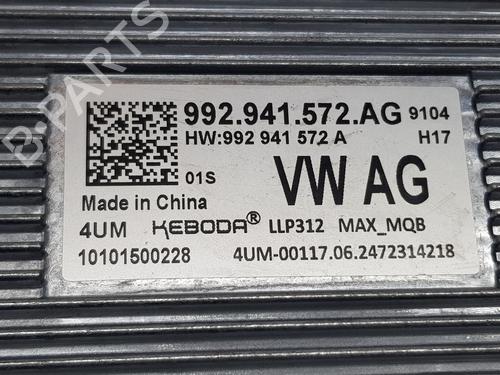 B-PARTS
992.941.572.AG 9104
HW:992 941 572 A H17
01S VW AG
Made in China
4UM KEBODA® LLP312 MAX_MQB
10101500228 4UM-00117.06.2472314218